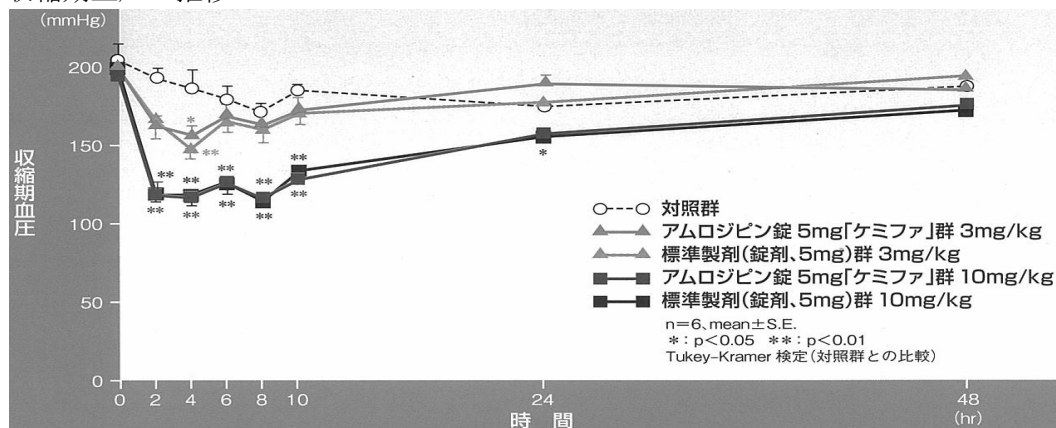 (mmHg)
200
150
100
50
0
収縮期血圧
*
**
**
**
**
**
**
**
**
**
**
**
*
○---○ 対照群
アムロジピン錠 5mg「ケミファ」群 3mg/kg
標準製剤(錠剤、5mg)群 3mg/kg
アムロジピン錠 5mg「ケミファ」群 10mg/kg
標準製剤(錠剤、5mg)群 10mg/kg
n=6、mean±S.E.
*:p<0.05 **:p<0.01
Tukey-Kramer 検定(対照群との比較)
0 2 4 6 8 10 24 48
時 間 (hr)